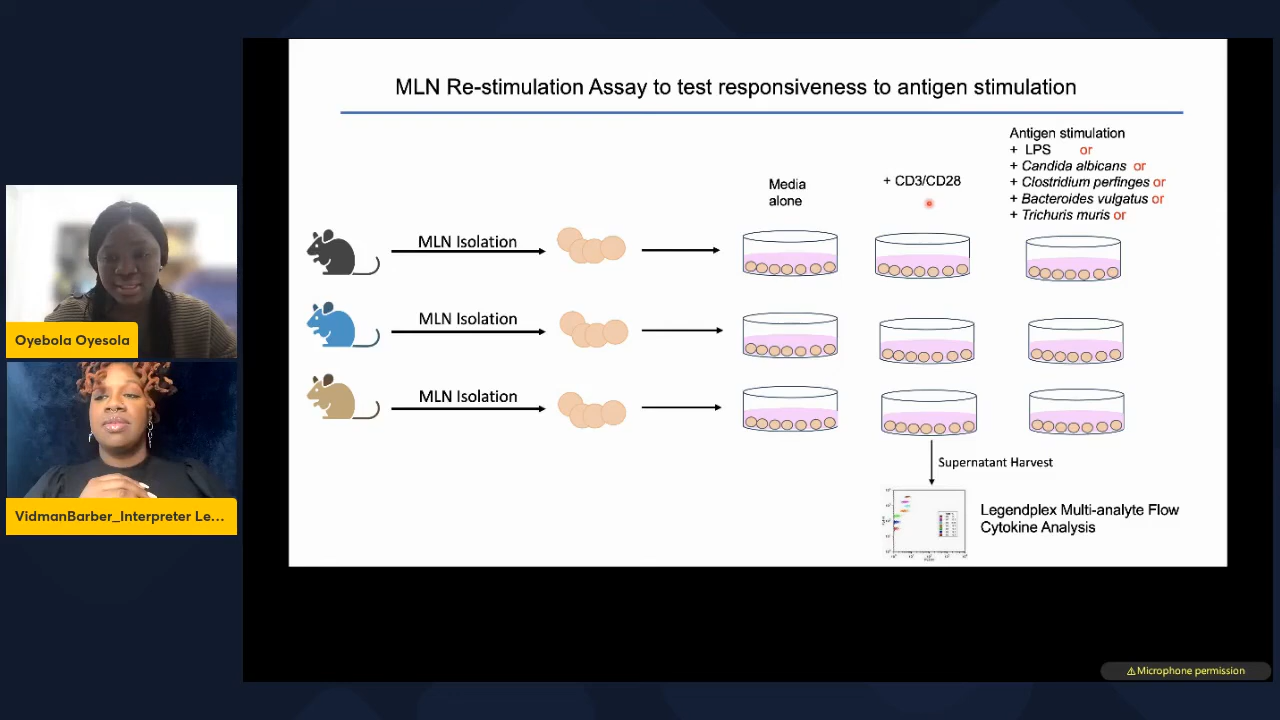 MLN Re-stimulation Assay to test responsiveness to antigen stimulation
Antigen stimulation
+ LPS or
+ Candida albicans or
+ Clostridium perfinges or
+ Bacteroides vulgatus or
+ Trichuris muris or
Media
alone
+ CD3/CD28
MLN Isolation
MLN Isolation
MLN Isolation
Supernatant Harvest
Legendplex Multi-analyte Flow
Cytokine Analysis
Oyebola Oyesola
VidmanBarber_Interpreter Le...
⚠Microphone permission